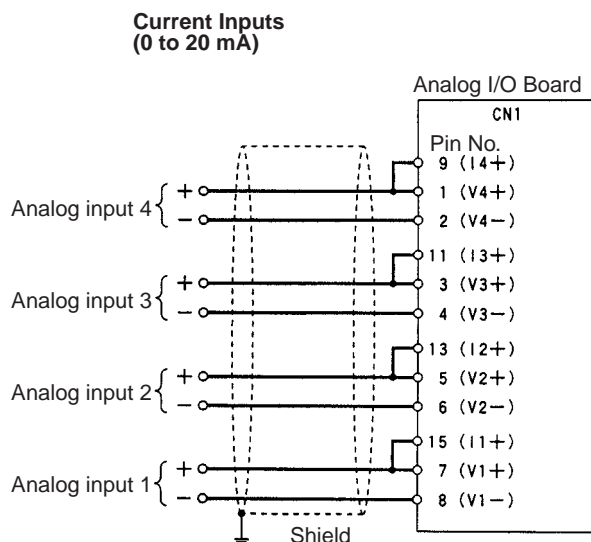 Current Inputs
(0 to 20 mA)
Analog I/O Board
CN1
Pin No.
9 (I4+)
Analog input 4 + 1 (V4+)
− 2 (V4−)
11 (I3+)
Analog input 3 + 3 (V3+)
− 4 (V3−)
13 (I2+)
Analog input 2 + 5 (V2+)
− 6 (V2−)
15 (I1+)
Analog input 1 + 7 (V1+)
− 8 (V1−)
Shield